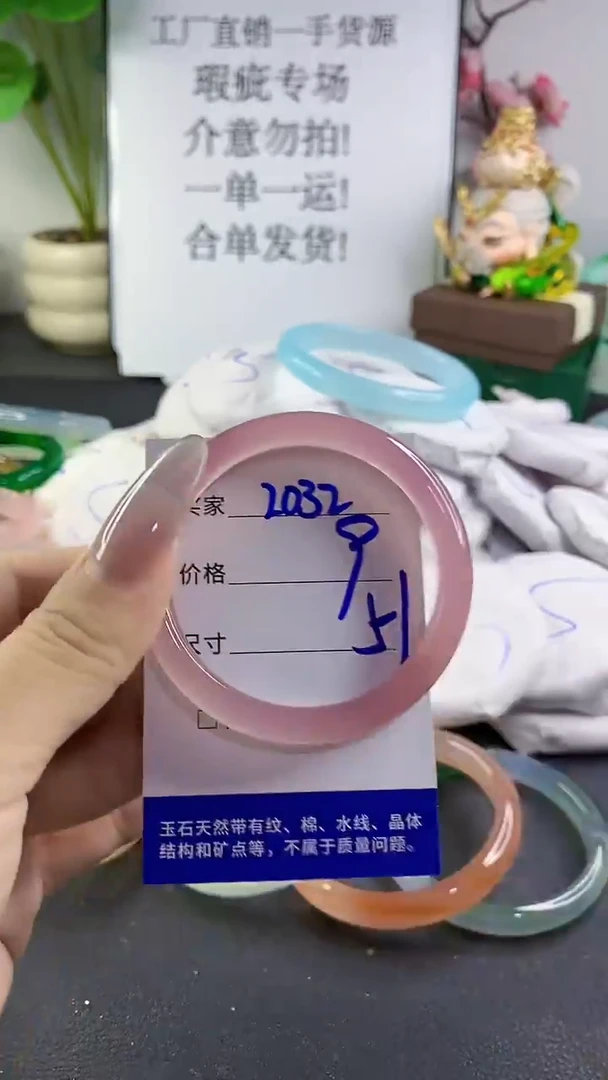 工厂直销一手货源
瑕疵专场
介意勿拍!
一单一运!
合单发货!
买家 2032
价格 9
尺寸 51
玉石天然带有纹、棉、水线、晶体
结构和矿点等，不属于质量问题。